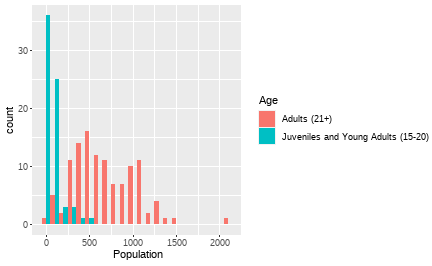 30
20
10
0
count
0
500
1000
1500
2000
Population
Age
Adults (21+)
Juveniles and Young Adults (15-20)